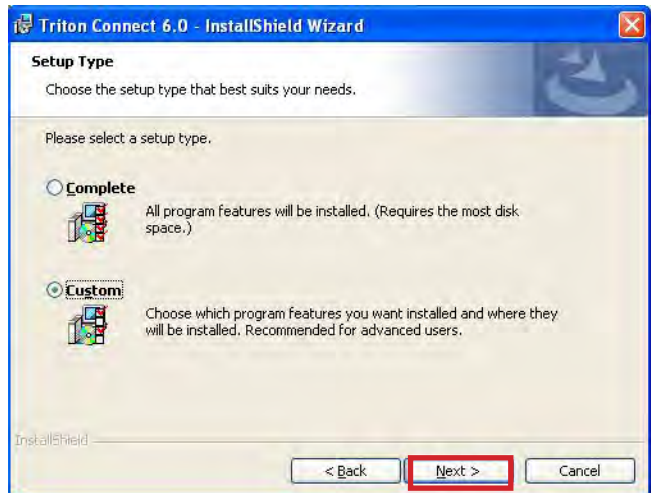 Triton Connect 6.0 - InstallShield Wizard
Setup Type
Choose the setup type that best suits your needs.
Please select a setup type.
Complete
All program features will be installed. (Requires the most disk
space.)
Custom
Choose which program features you want installed and where they
will be installed. Recommended for advanced users.
InstallShield
< Back Next > Cancel